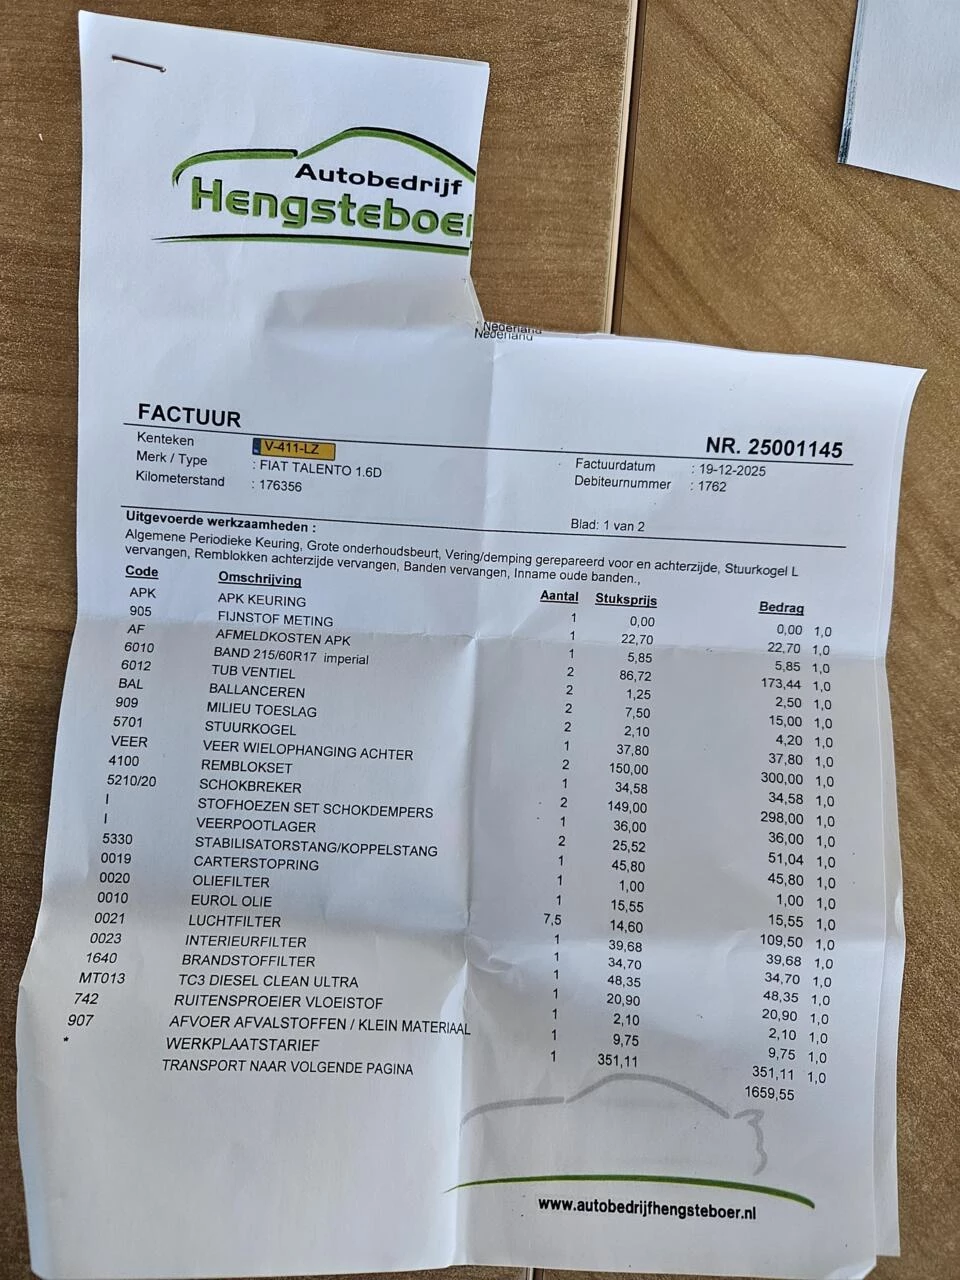 Autobedrijf
Hengsteboer
Nederland
Nederland
FACTUUR
NR. 25001145
Kenteken V-411-LZ
Merk / Type : FIAT TALENTO 1.6D
Kilometerstand : 176356
Factuurdatum : 19-12-2025
Debiteurnummer : 1762
Uitgevoerde werkzaamheden :
Blad: 1 van 2
Algemene Periodieke Keuring, Grote onderhoudsbeurt, Vering/demping gerepareerd voor en achterzijde, Stuurkogel L
vervangen, Remblokken achterzijde vervangen, Banden vervangen, Inname oude banden.,
Code Omschrijving Aantal Stuksprijs Bedrag
APK APK KEURING 1 0,00 0,00 1,0
905 FIJNSTOF METING 1 22,70 22,70 1,0
AF AFMELDKOSTEN APK 1 5,85 5,85 1,0
6010 BAND 215/60R17 imperial 2 86,72 173,44 1,0
6012 TUB VENTIEL 2 1,25 2,50 1,0
BAL BALLANCEREN 2 7,50 15,00 1,0
909 MILIEU TOESLAG 2 2,10 4,20 1,0
5701 STUURKOGEL 1 37,80 37,80 1,0
VEER VEER WIELOPHANGING ACHTER 2 150,00 300,00 1,0
4100 REMBLOKSET 1 34,58 34,58 1,0
5210/20 SCHOKBREKER 2 149,00 298,00 1,0
I STOFHOEZEN SET SCHOKDEMPERS 1 36,00 36,00 1,0
I VEERPOOTLAGER 2 25,52 51,04 1,0
5330 STABILISATORSTANG/KOPPELSTANG 1 45,80 45,80 1,0
0019 CARTERSTOPRING 1 1,00 1,00 1,0
0020 OLIEFILTER 1 15,55 15,55 1,0
0010 EUROL OLIE 7,5 14,60 109,50 1,0
0021 LUCHTFILTER 1 39,68 39,68 1,0
0023 INTERIEURFILTER 1 34,70 34,70 1,0
1640 BRANDSTOFFILTER 1 48,35 48,35 1,0
MT013 TC3 DIESEL CLEAN ULTRA 1 20,90 20,90 1,0
742 RUITENSPROEIER VLOEISTOF 1 2,10 2,10 1,0
907 AFVOER AFVALSTOFFEN / KLEIN MATERIAAL 1 9,75 9,75 1,0
* WERKPLAATSTARIEF 1 351,11 351,11 1,0
TRANSPORT NAAR VOLGENDE PAGINA 1659,55
www.autobedrijfhengsteboer.nl